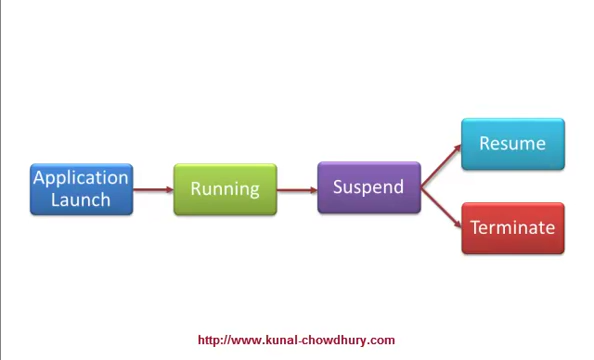 Application
Launch
Running
Suspend
Resume
Terminate
http://www.kunal-chowdhury.com